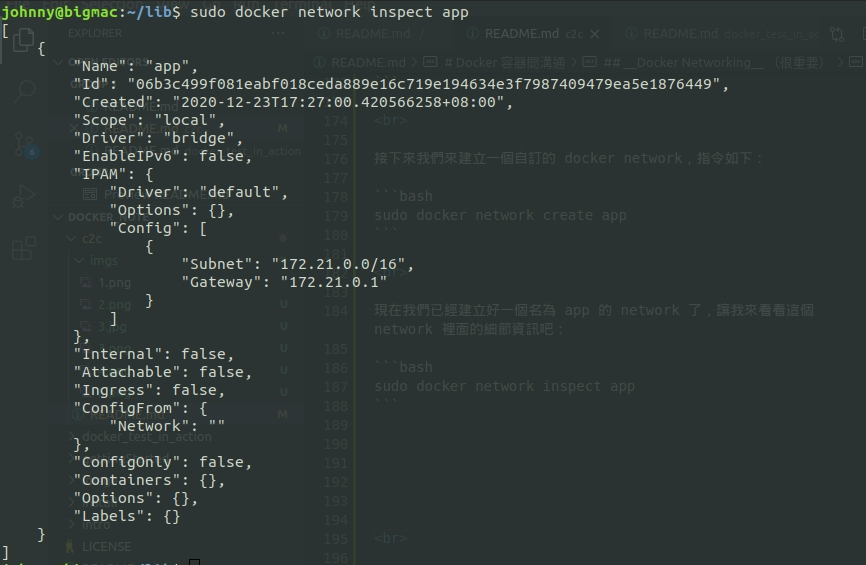 johnny@bigmac:~/lib$ sudo docker network inspect app
[
    {
        "Name": "app",
        "Id": "06b3c499f081eabf018ceda889e16c719e194634e3f7987409479ea5e1876449",
        "Created": "2020-12-23T17:27:00.420566258+08:00",
        "Scope": "local",
        "Driver": "bridge",
        "EnableIPv6": false,
        "IPAM": {
            "Driver": "default",
            "Options": {},
            "Config": [
                {
                    "Subnet": "172.21.0.0/16",
                    "Gateway": "172.21.0.1"
                }
            ]
        },
        "Internal": false,
        "Attachable": false,
        "Ingress": false,
        "ConfigFrom": {
            "Network": ""
        },
        "ConfigOnly": false,
        "Containers": {},
        "Options": {},
        "Labels": {}
    }
]
EXPLORER
DOCKER
c2c
imgs
1.png
2.png
docker_test_in_action
intro
LICENSE
README.md
README.md c2c
README.md docker_test_in
README.md > # Docker 容器間溝通 > ## __Docker Networking__ （很重要）
174 <br>
175
176 接下來我們來建立一個自訂的 docker network，指令如下：
177
178 ```bash
179 sudo docker network create app
180 ```
184 現在我們已經建立好一個名為 app 的 network 了，讓我來看看這個
network 裡面的細節資訊吧：
185
186 ```bash
187 sudo docker network inspect app
188 ```
189
190
191
192
193
194
195 <br>
196